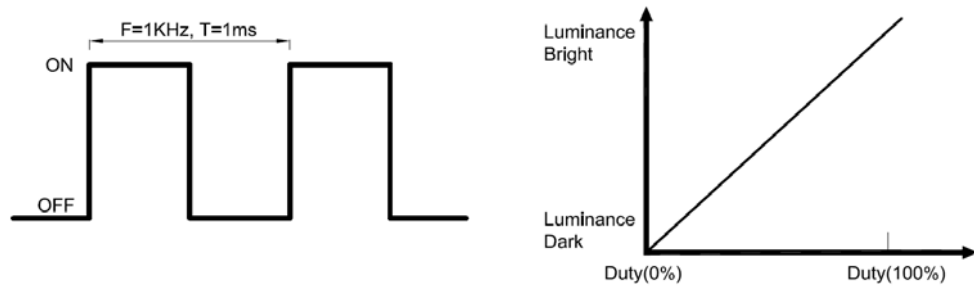 F=1KHz, T=1ms
ON
OFF
Luminance
Bright
Luminance
Dark
Duty(0%)
Duty(100%)